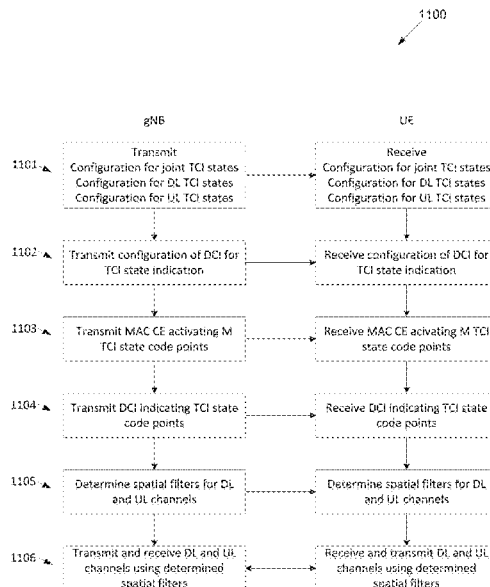 1100
gNB
UE
1101
Transmit
Configuration for joint TCI states
Configuration for DL TCI states
Configuration for UL TCI states
Receive
Configuration for joint TCI states
Configuration for DL TCI states
Configuration for UL TCI states
1102
Transmit configuration of DCI for
TCI state indication
Receive configuration of DCI for
TCI state indication
1103
Transmit MAC CE activating M
TCI state code points
Receive MAC CE activating M TCI
state code points
1104
Transmit DCI indicating TCI state
code points
Receive DCI indicating TCI state
code points
1105
Determine spatial filters for DL
and UL channels
Determine spatial filters for DL
and UL channels
1106
Transmit and receive DL and UL
channels using determined
spatial filters
Receive and transmit DL and UL
channels using determined
spatial filters